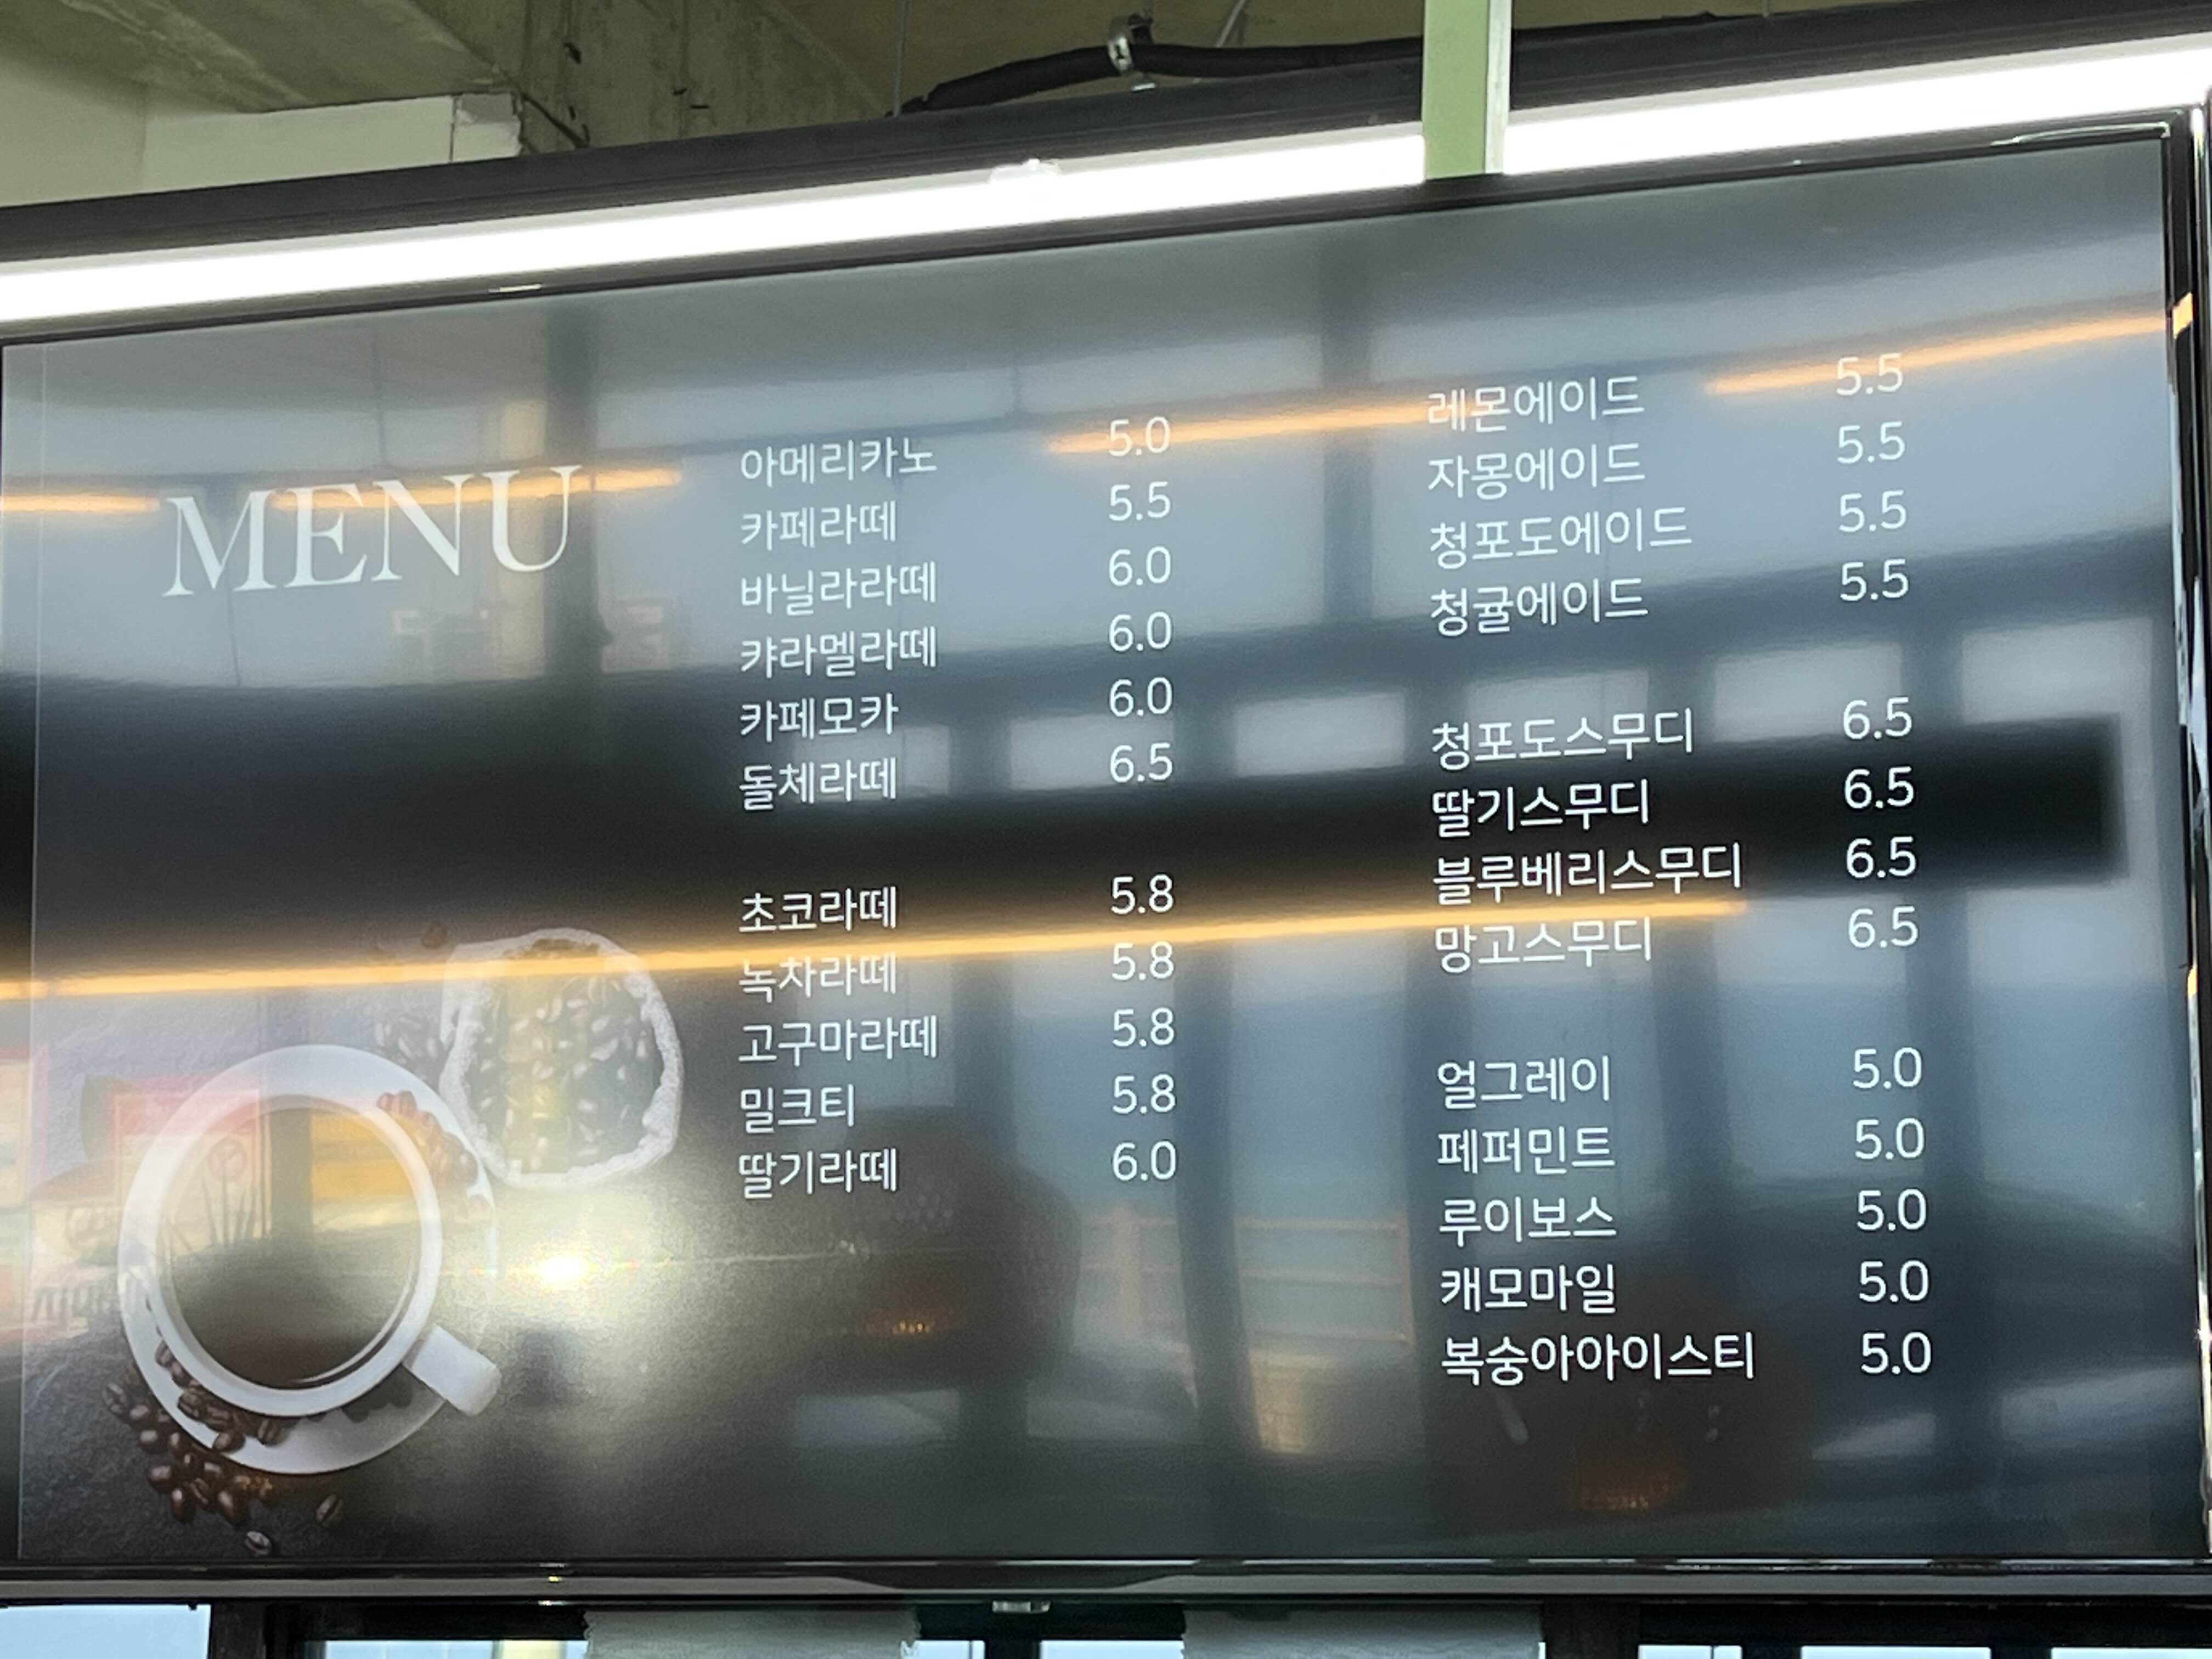 MENU
아메리카노 5.0
카페라떼 5.5
바닐라라떼 6.0
캬라멜라떼 6.0
카페모카 6.0
돌체라떼 6.5
초코라떼 5.8
녹차라떼 5.8
고구마라떼 5.8
밀크티 5.8
딸기라떼 6.0
레몬에이드 5.5
자몽에이드 5.5
청포도에이드 5.5
청귤에이드 5.5
청포도스무디 6.5
딸기스무디 6.5
블루베리스무디 6.5
망고스무디 6.5
얼그레이 5.0
페퍼민트 5.0
루이보스 5.0
캐모마일 5.0
복숭아아이스티 5.0